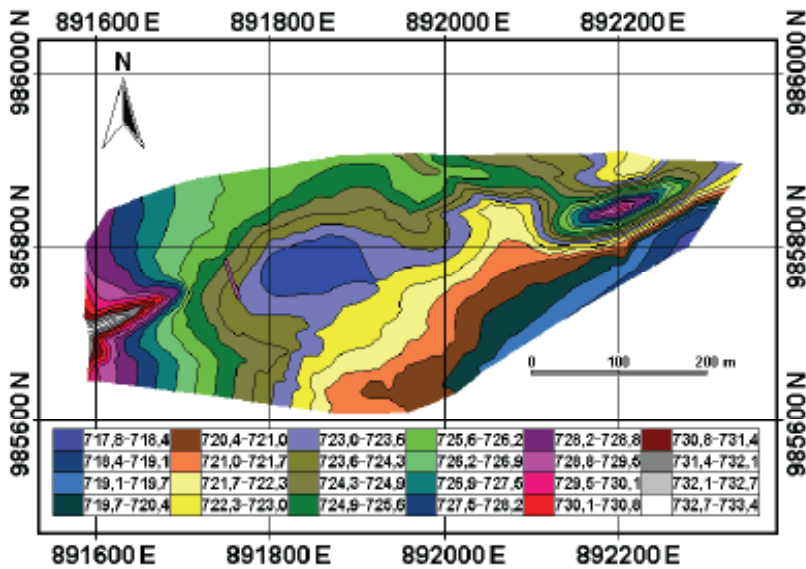 891600 E 891800 E 892000 E 892200 E
986000 N 986000 N
N
985800 N 985800 N
0 100 200 m
985600 N 985600 N
717,8-718,4 720,4-721,0 723,0-723,6 725,6-726,2 728,2-728,8 730,8-731,4
718,4-719,1 721,0-721,7 723,6-724,3 726,2-726,9 728,8-729,5 731,4-732,1
719,1-719,7 721,7-722,3 724,3-724,9 726,9-727,5 729,5-730,1 732,1-732,7
719,7-720,4 722,3-723,0 724,9-725,6 727,5-728,2 730,1-730,8 732,7-733,4
891600 E 891800 E 892000 E 892200 E